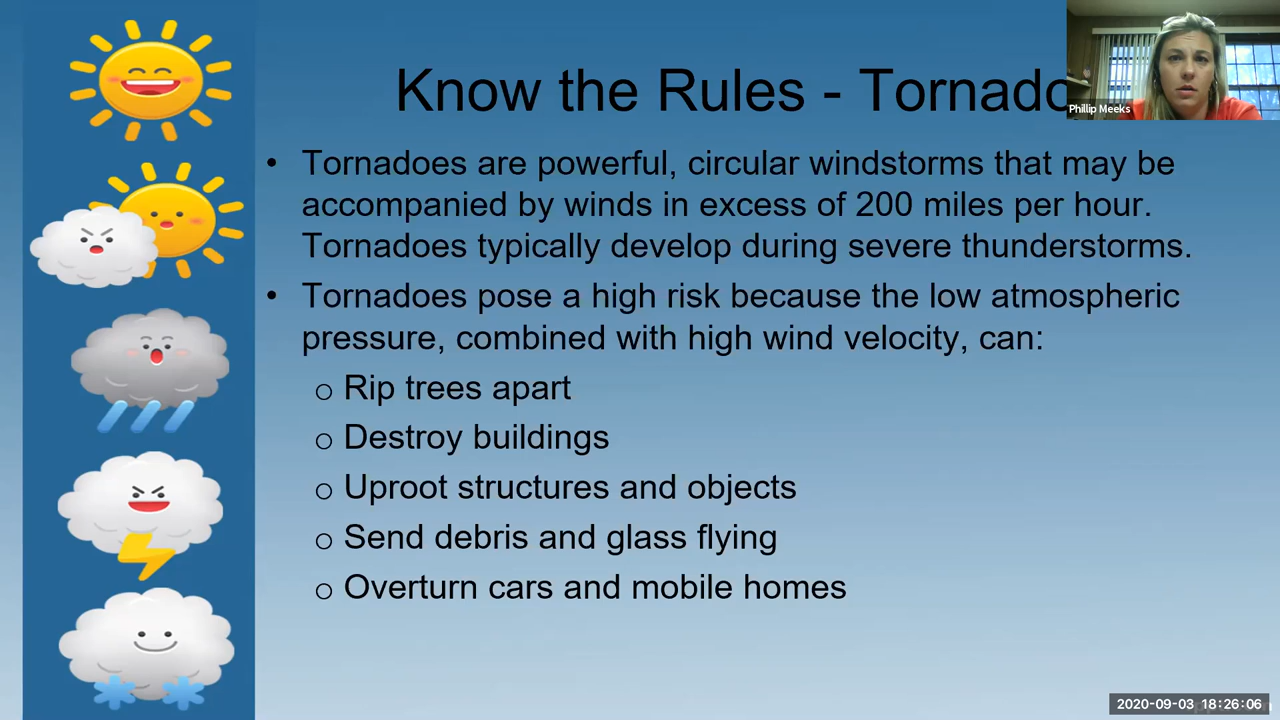 Know the Rules - Tornado
Phillip Meeks
• Tornadoes are powerful, circular windstorms that may be
accompanied by winds in excess of 200 miles per hour.
Tornadoes typically develop during severe thunderstorms.
• Tornadoes pose a high risk because the low atmospheric
pressure, combined with high wind velocity, can:
o Rip trees apart
o Destroy buildings
o Uproot structures and objects
o Send debris and glass flying
o Overturn cars and mobile homes
2020-09-03 18:26:06